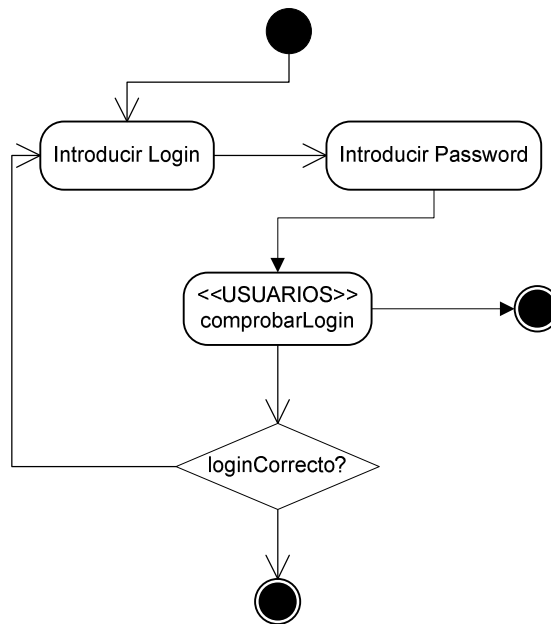 Introducir Login
Introducir Password
<<USUARIOS>>
comprobarLogin
loginCorrecto?